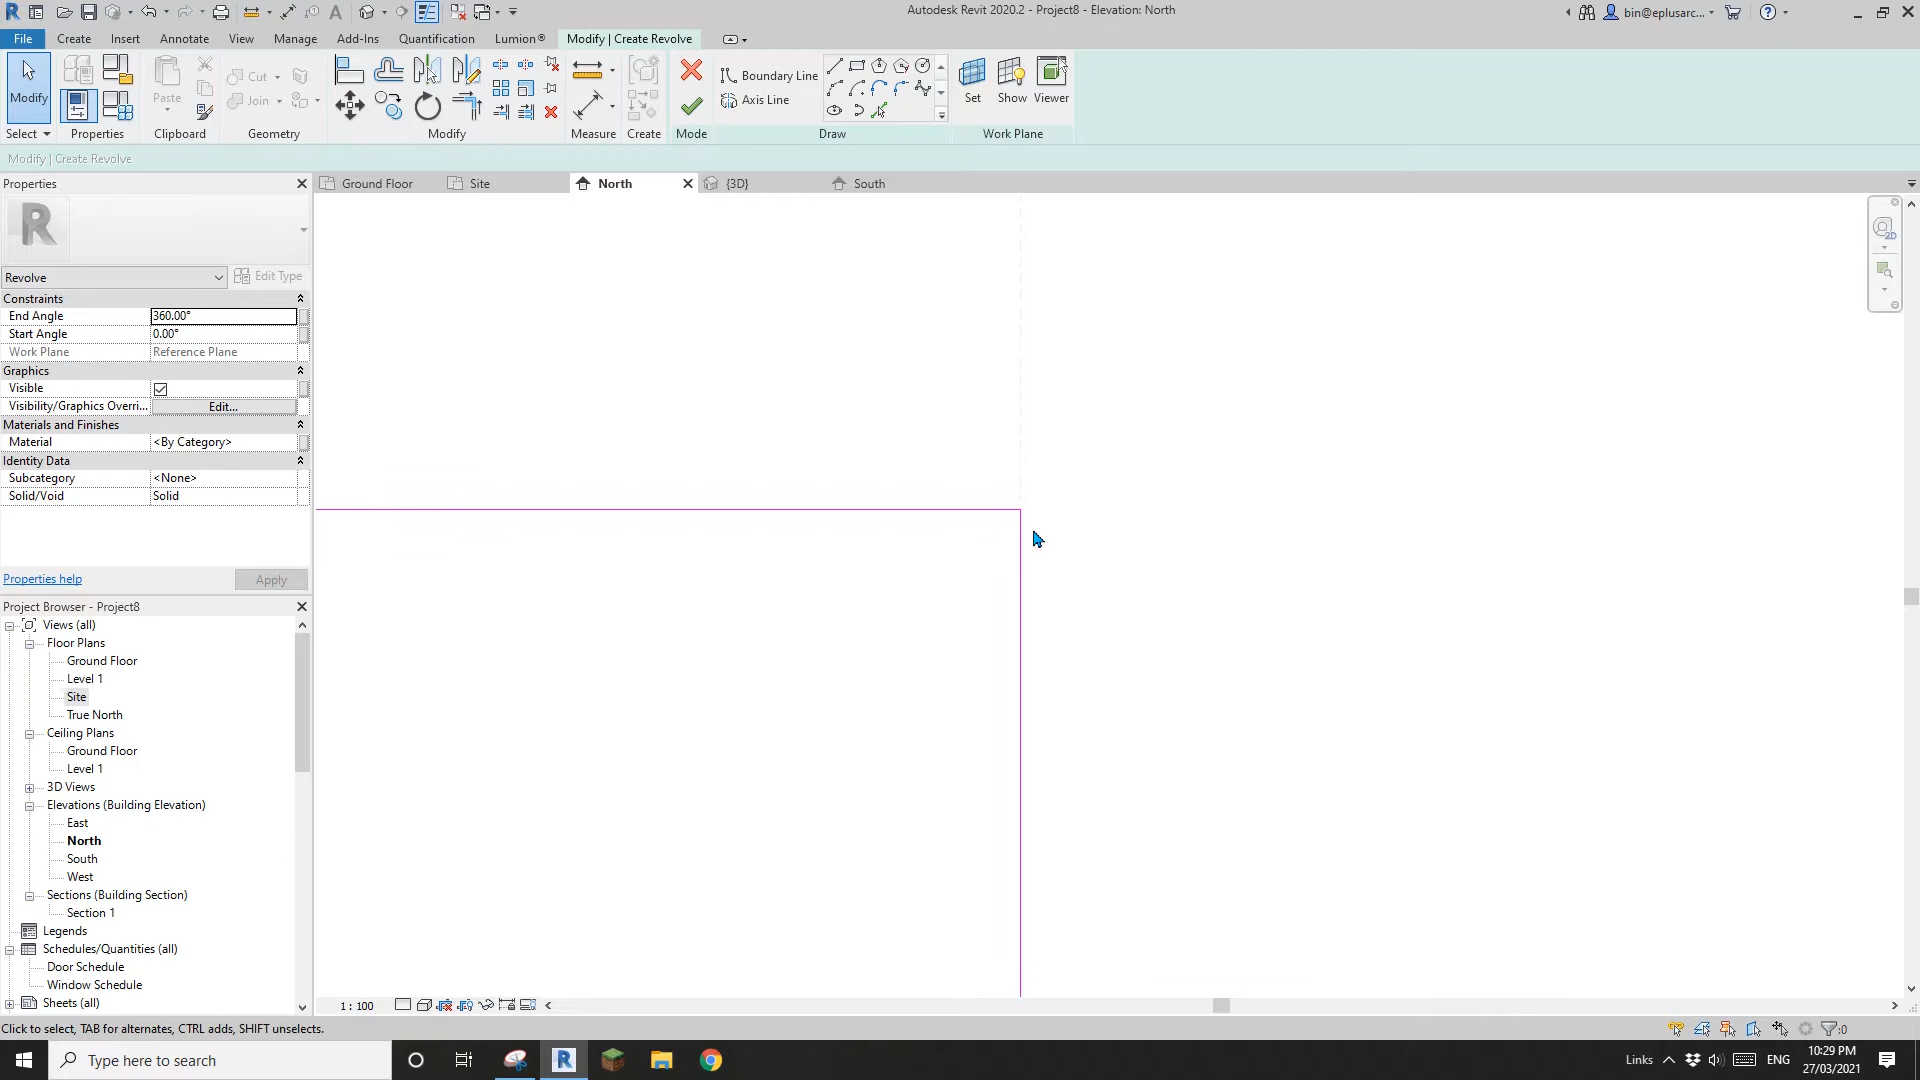 Autodesk Revit 2020.2 - Project8 - Elevation: North
bin@eplusarc...
File Create Insert Annotate View Manage Add-Ins Quantification Lumion® Modify | Create Revolve
Modify
Paste
Cut
Join
Boundary Line
Axis Line
Set Show Viewer
Select Properties Clipboard Geometry Modify Measure Create Mode Draw Work Plane
Modify | Create Revolve
Properties
Ground Floor Site North {3D} South
Revolve Edit Type
Constraints
End Angle 360.00°
Start Angle 0.00°
Work Plane Reference Plane
Graphics
Visible
Visibility/Graphics Overri... Edit...
Materials and Finishes
Material <By Category>
Identity Data
Subcategory <None>
Solid/Void Solid
Properties help Apply
Project Browser - Project8
Views (all)
Floor Plans
Ground Floor
Level 1
Site
True North
Ceiling Plans
Ground Floor
Level 1
3D Views
Elevations (Building Elevation)
East
North
South
West
Sections (Building Section)
Section 1
Legends
Schedules/Quantities (all)
Door Schedule
Window Schedule
Sheets (all)
1 : 100
Click to select, TAB for alternates, CTRL adds, SHIFT unselects.
:0
Type here to search
Links ENG
10:29 PM
27/03/2021
2D